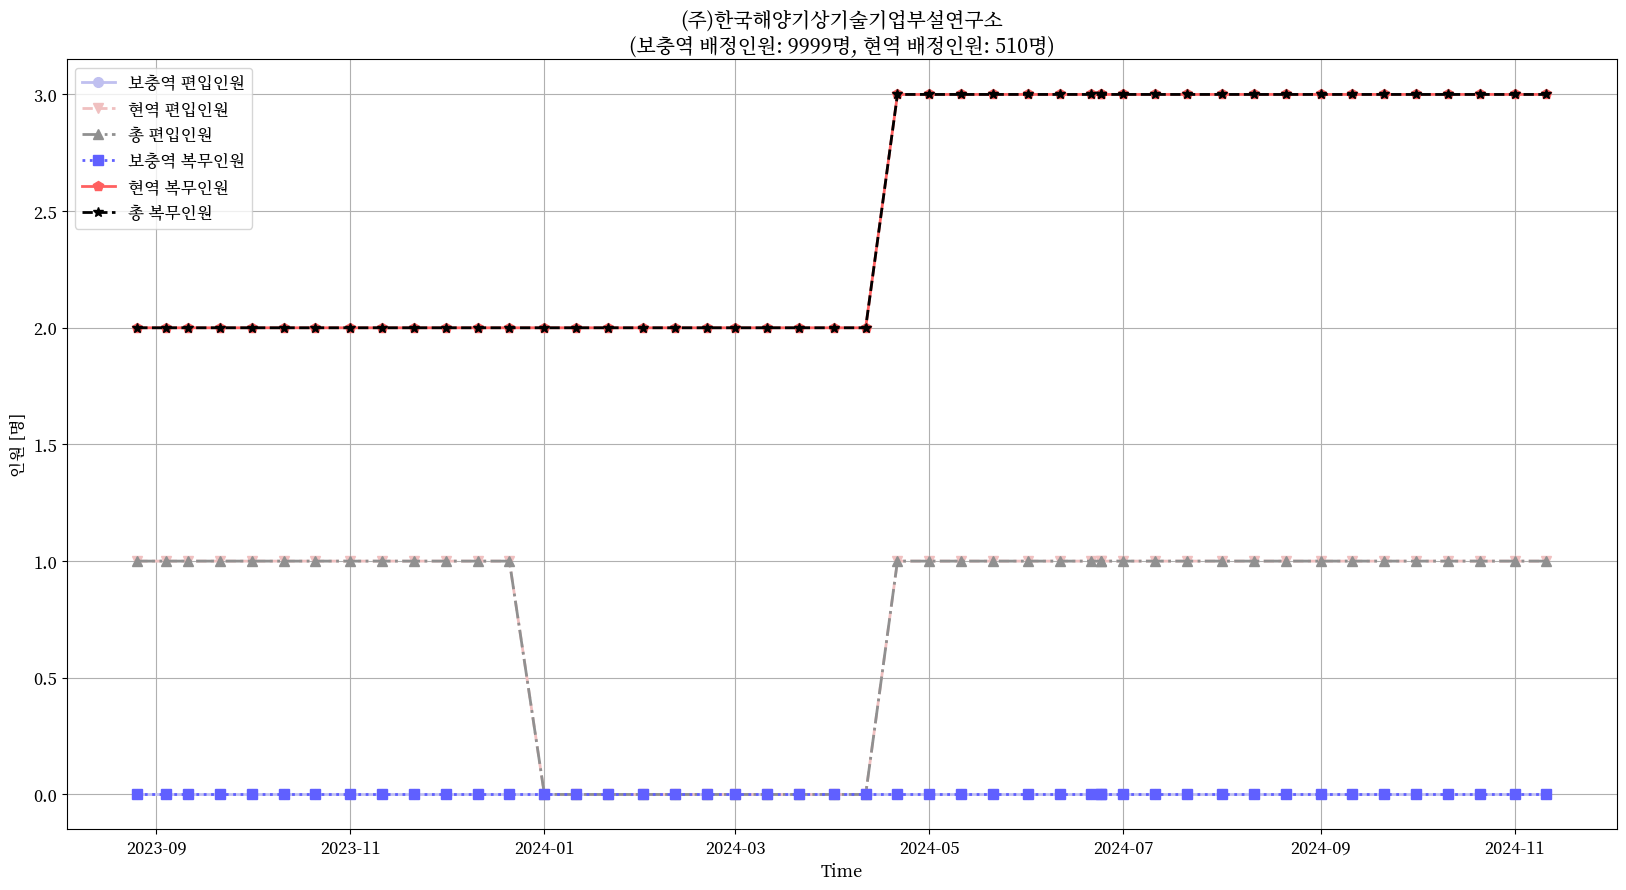 (주)한국해양기상기술기업부설연구소
(보충역 배정인원: 9999명, 현역 배정인원: 510명)
보충역 편입인원
현역 편입인원
총 편입인원
보충역 복무인원
현역 복무인원
총 복무인원
3.0
2.5
2.0
1.5
1.0
0.5
0.0
인원 [명]
2023-09
2023-11
2024-01
2024-03
2024-05
2024-07
2024-09
2024-11
Time